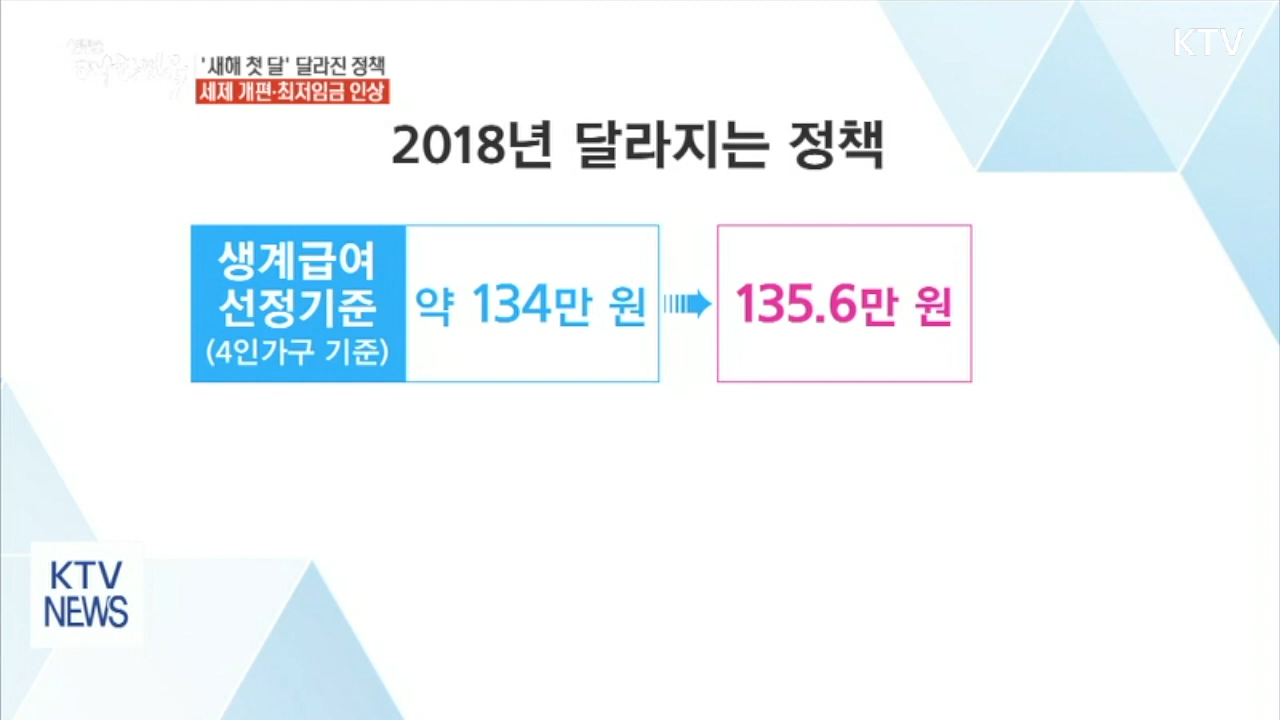 KTV
'새해 첫 달' 달라진 정책
세제 개편·최저임금 인상
2018년 달라지는 정책
생계급여
선정기준
(4인가구 기준)
약 134만 원
135.6만 원
KTV
NEWS